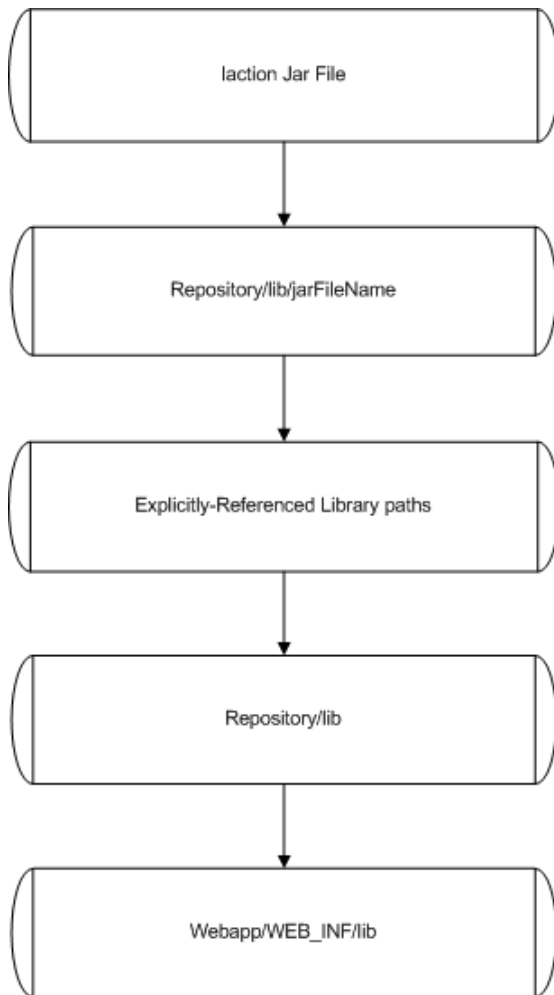 Iaction Jar File
Repository/lib/jarFileName
Explicitly-Referenced Library paths
Repository/lib
Webapp/WEB_INF/lib